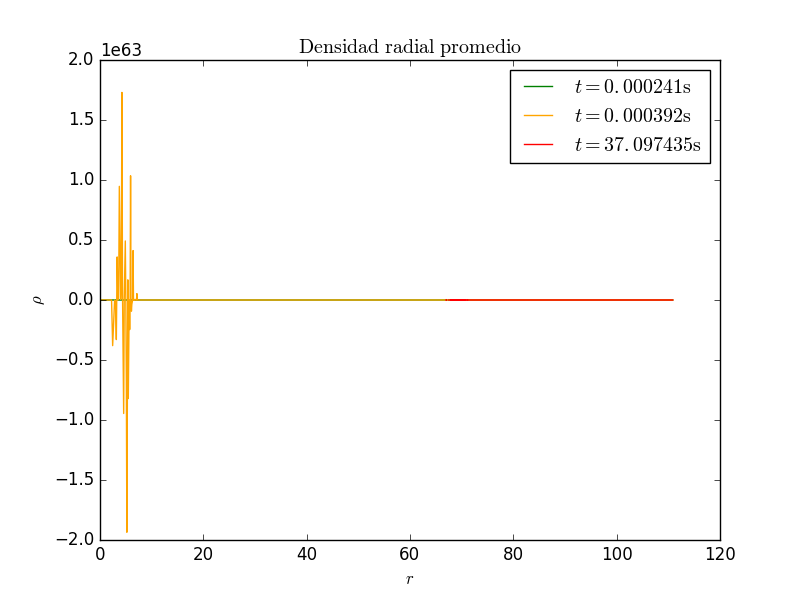 Densidad radial promedio
1e63
2.0
1.5
1.0
0.5
0.0
−0.5
−1.0
−1.5
−2.0
ρ
t=0.000241s
t=0.000392s
t=37.097435s
0 20 40 60 80 100 120
r